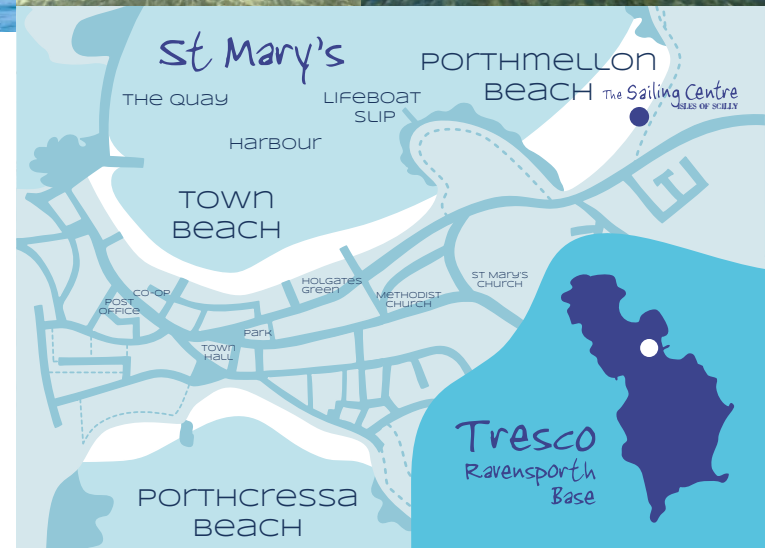 St Mary's
PORTHMELLON
BEACH
The Sailing Centre
ISLES OF SCILLY
THE QUAY
LIFEBOAT
SLIP
HARBOUR
TOWN
BEACH
ST MARY'S
CHURCH
HOLGATES
GREEN
METHODIST
CHURCH
CO-OP
POST
OFFICE
PARK
TOWN
HALL
Tresco
Ravensporth
Base
PORTHCRESSA
BEACH